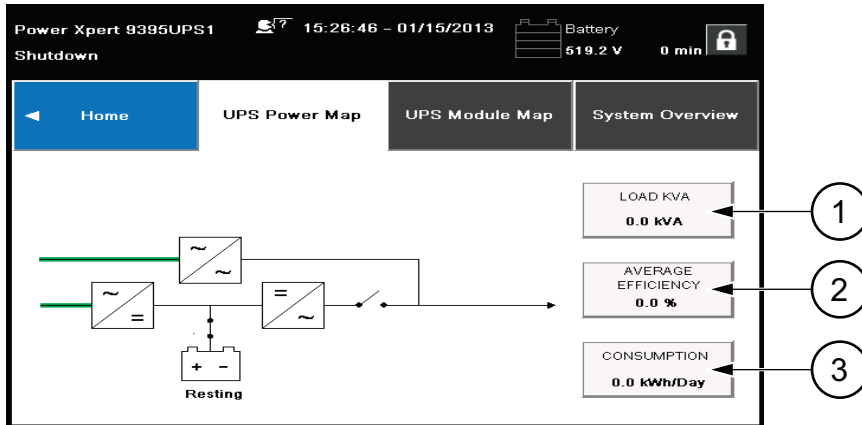 Power Xpert 9395UPS1 15:26:46 - 01/15/2013 Battery
Shutdown 519.2 V 0 min
Home UPS Power Map UPS Module Map System Overview
LOAD KVA
0.0 kVA
1
AVERAGE
EFFICIENCY
0.0 %
2
CONSUMPTION
0.0 kWh/Day
3
Resting